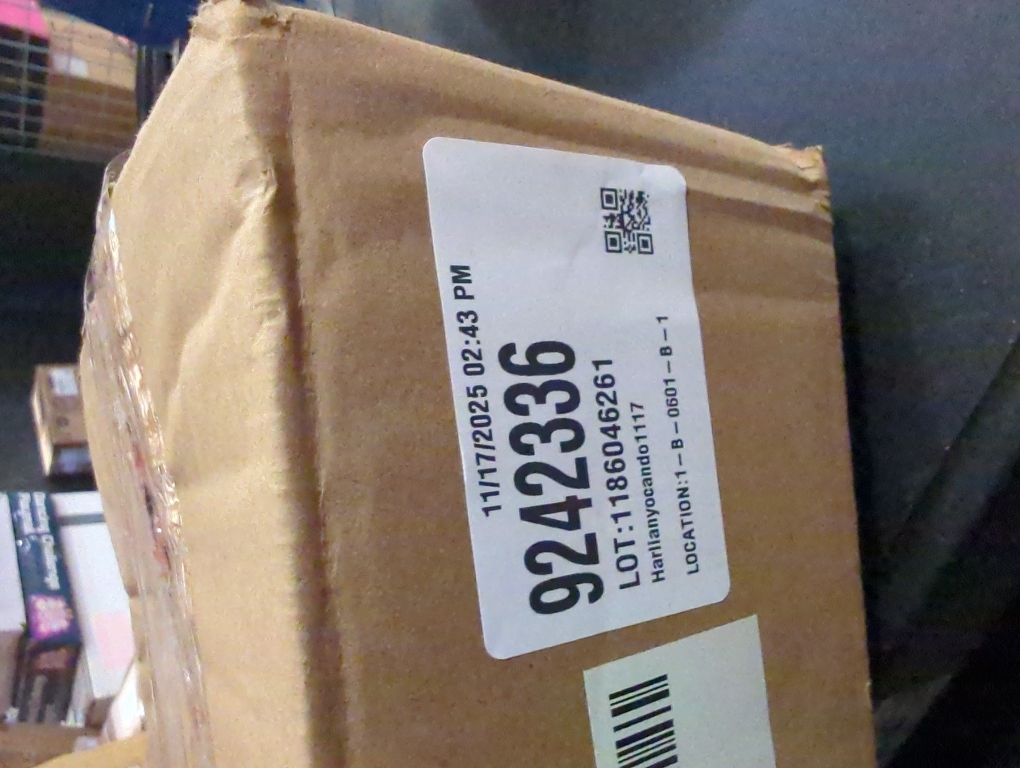 11/17/2025 02:43 PM
9242336
LOT:1186046261
Harlianyocando1117
LOCATION:1-B-0601-B-1